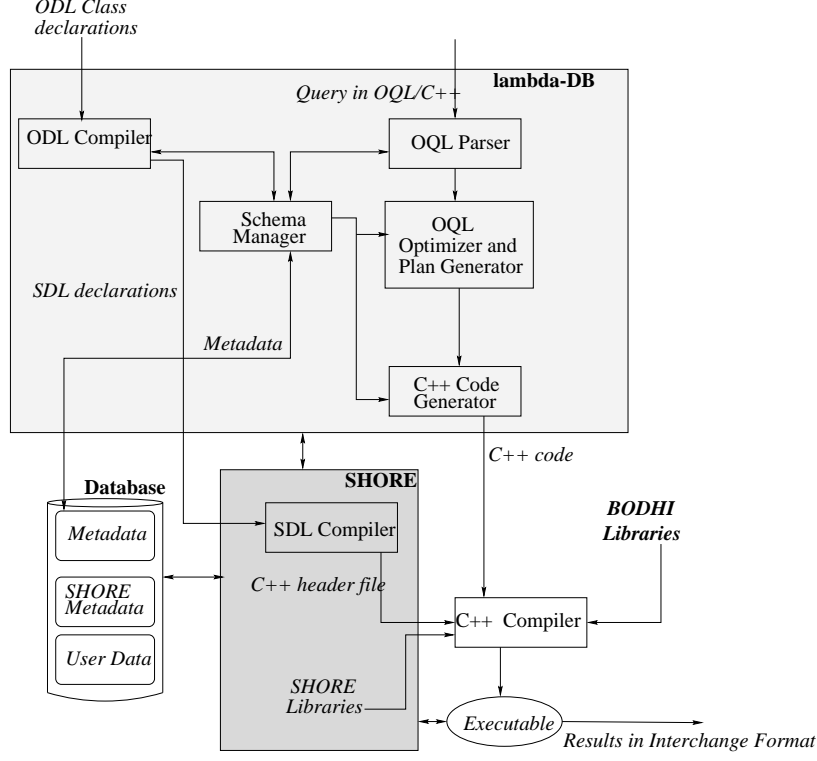 ODL Class
declarations
lambda-DB
Query in OQL/C++
ODL Compiler
OQL Parser
Schema
Manager
OQL
Optimizer and
Plan Generator
SDL declarations
Metadata
C++ Code
Generator
C++ code
Database
SHORE
BODHI
Libraries
Metadata
SDL Compiler
SHORE
Metadata
C++ header file
C++ Compiler
User Data
SHORE
Libraries
Executable
Results in Interchange Format